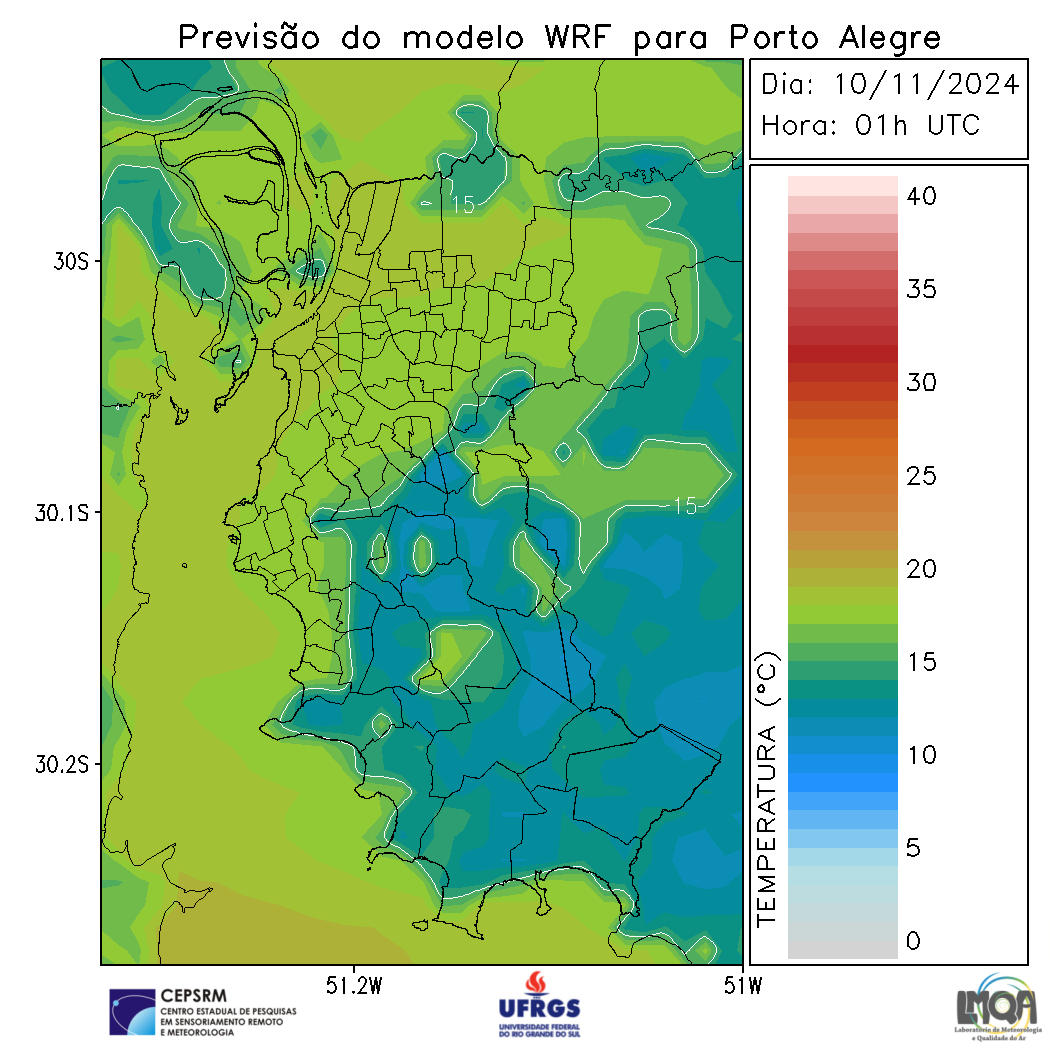 Previsão do modelo WRF para Porto Alegre
Dia: 10/11/2024
Hora: 01h UTC
30S
30.1S
30.2S
51.2W
51W
15
15
TEMPERATURA (°C)
40
35
30
25
20
15
10
5
0
CEPSRM
CENTRO ESTADUAL DE PESQUISAS
EM SENSORIAMENTO REMOTO
E METEOROLOGIA
UFRGS
UNIVERSIDADE FEDERAL
DO RIO GRANDE DO SUL
LMQA
Laboratório de Meteorologia
e Qualidade do Ar